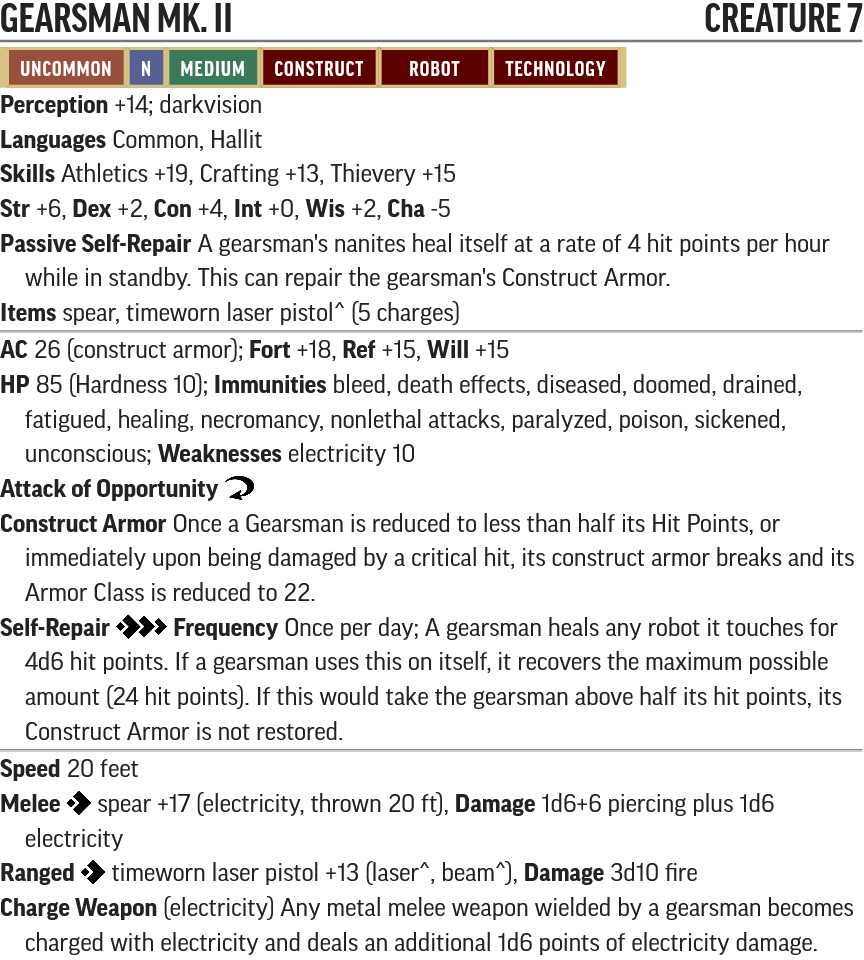 GEARSMAN MK. II CREATURE 7
UNCOMMON N MEDIUM CONSTRUCT ROBOT TECHNOLOGY
Perception +14; darkvision
Languages Common, Hallit
Skills Athletics +19, Crafting +13, Thievery +15
Str +6, Dex +2, Con +4, Int +0, Wis +2, Cha -5
Passive Self-Repair A gearsman's nanites heal itself at a rate of 4 hit points per hour
while in standby. This can repair the gearsman's Construct Armor.
Items spear, timeworn laser pistol^ (5 charges)
AC 26 (construct armor); Fort +18, Ref +15, Will +15
HP 85 (Hardness 10); Immunities bleed, death effects, diseased, doomed, drained,
fatigued, healing, necromancy, nonlethal attacks, paralyzed, poison, sickened,
unconscious; Weaknesses electricity 10
Attack of Opportunity
Construct Armor Once a Gearsman is reduced to less than half its Hit Points, or
immediately upon being damaged by a critical hit, its construct armor breaks and its
Armor Class is reduced to 22.
Self-Repair Frequency Once per day; A gearsman heals any robot it touches for
4d6 hit points. If a gearsman uses this on itself, it recovers the maximum possible
amount (24 hit points). If this would take the gearsman above half its hit points, its
Construct Armor is not restored.
Speed 20 feet
Melee spear +17 (electricity, thrown 20 ft), Damage 1d6+6 piercing plus 1d6
electricity
Ranged timeworn laser pistol +13 (laser^, beam^), Damage 3d10 fire
Charge Weapon (electricity) Any metal melee weapon wielded by a gearsman becomes
charged with electricity and deals an additional 1d6 points of electricity damage.